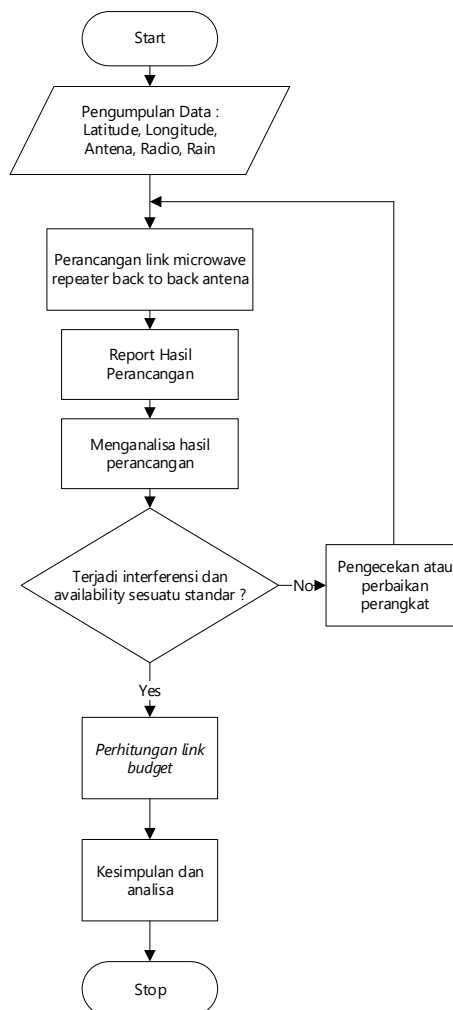 Start
Pengumpulan Data :
Latitude, Longitude,
Antena, Radio, Rain
Perancangan link microwave
repeater back to back antena
Report Hasil
Perancangan
Menganalisa hasil
perancangan
Terjadi interferensi dan
availability sesuatu standar ?
No
Pengecekan atau
perbaikan
perangkat
Yes
Perhitungan link
budget
Kesimpulan dan
analisa
Stop